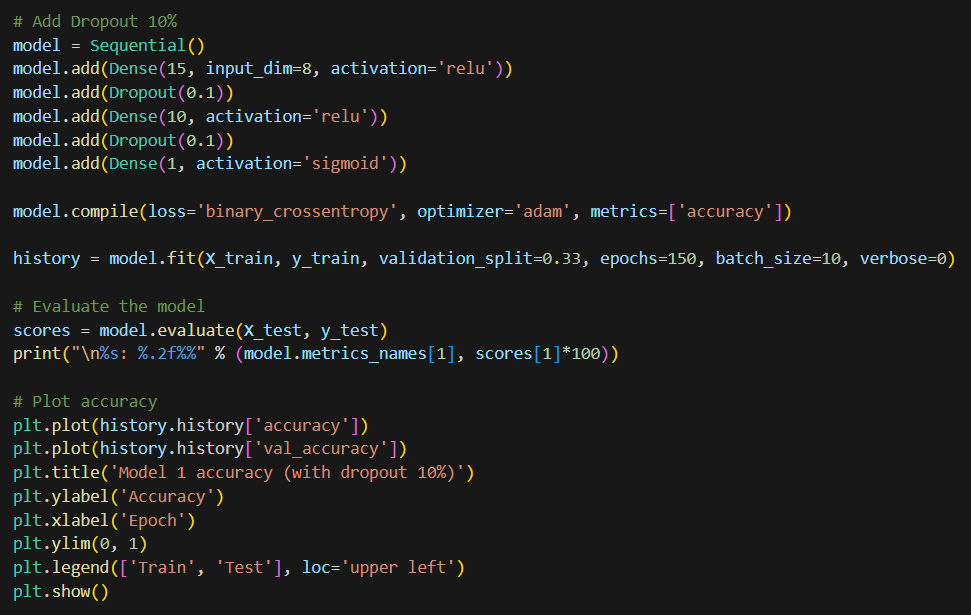 # Add Dropout 10%
model = Sequential()
model.add(Dense(15, input_dim=8, activation='relu'))
model.add(Dropout(0.1))
model.add(Dense(10, activation='relu'))
model.add(Dropout(0.1))
model.add(Dense(1, activation='sigmoid'))

model.compile(loss='binary_crossentropy', optimizer='adam', metrics=['accuracy'])

history = model.fit(X_train, y_train, validation_split=0.33, epochs=150, batch_size=10, verbose=0)

# Evaluate the model
scores = model.evaluate(X_test, y_test)
print("\n%s: %.2f%%" % (model.metrics_names[1], scores[1]*100))

# Plot accuracy
plt.plot(history.history['accuracy'])
plt.plot(history.history['val_accuracy'])
plt.title('Model 1 accuracy (with dropout 10%)')
plt.ylabel('Accuracy')
plt.xlabel('Epoch')
plt.ylim(0, 1)
plt.legend(['Train', 'Test'], loc='upper left')
plt.show()